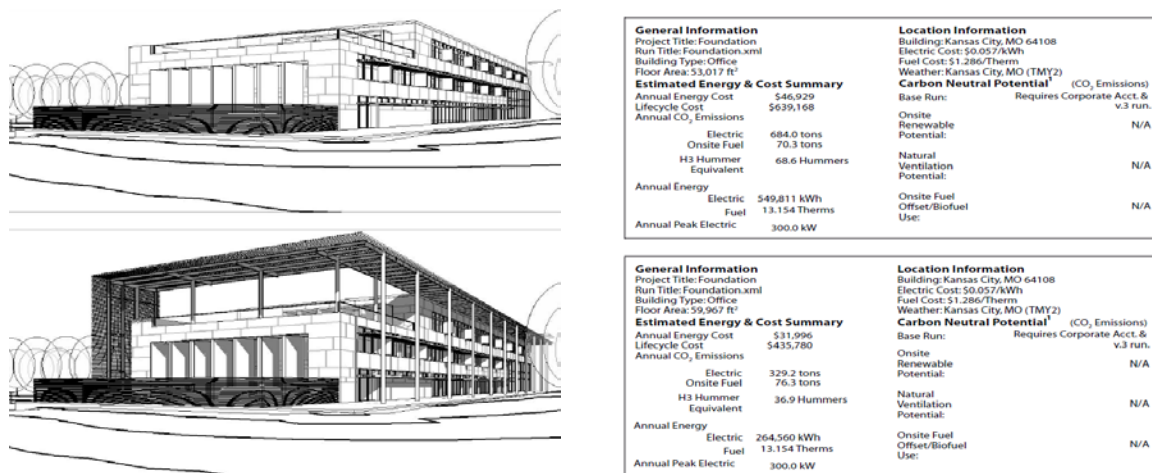 General Information
Project Title: Foundation
Run Title: Foundation.xml
Building Type: Office
Floor Area: 53,017 ft²
Estimated Energy & Cost Summary
Annual Energy Cost $46,929
Lifecycle Cost $639,168
Annual CO₂ Emissions
Electric 684.0 tons
Onsite Fuel 70.3 tons
H3 Hummer 68.6 Hummers
Equivalent
Annual Energy
Electric 549,811 kWh
Fuel 13.154 Therms
Annual Peak Electric 300.0 kW
Location Information
Building: Kansas City, MO 64108
Electric Cost: $0.057/kWh
Fuel Cost: $1.286/Therm
Weather: Kansas City, MO (TMY2)
Carbon Neutral Potential¹ (CO₂ Emissions)
Base Run: Requires Corporate Acct. &
v.3 run.
Onsite
Renewable N/A
Potential:
Natural
Ventilation N/A
Potential:
Onsite Fuel
Offset/Biofuel N/A
Use:
General Information
Project Title: Foundation
Run Title: Foundation.xml
Building Type: Office
Floor Area: 59,967 ft²
Estimated Energy & Cost Summary
Annual Energy Cost $31,996
Lifecycle Cost $435,780
Annual CO₂ Emissions
Electric 329.2 tons
Onsite Fuel 76.3 tons
H3 Hummer 36.9 Hummers
Equivalent
Annual Energy
Electric 264,560 kWh
Fuel 13.154 Therms
Annual Peak Electric 300.0 kW
Location Information
Building: Kansas City, MO 64108
Electric Cost: $0.057/kWh
Fuel Cost: $1.286/Therm
Weather: Kansas City, MO (TMY2)
Carbon Neutral Potential¹ (CO₂ Emissions)
Base Run: Requires Corporate Acct. &
v.3 run.
Onsite
Renewable N/A
Potential:
Natural
Ventilation N/A
Potential:
Onsite Fuel
Offset/Biofuel N/A
Use: